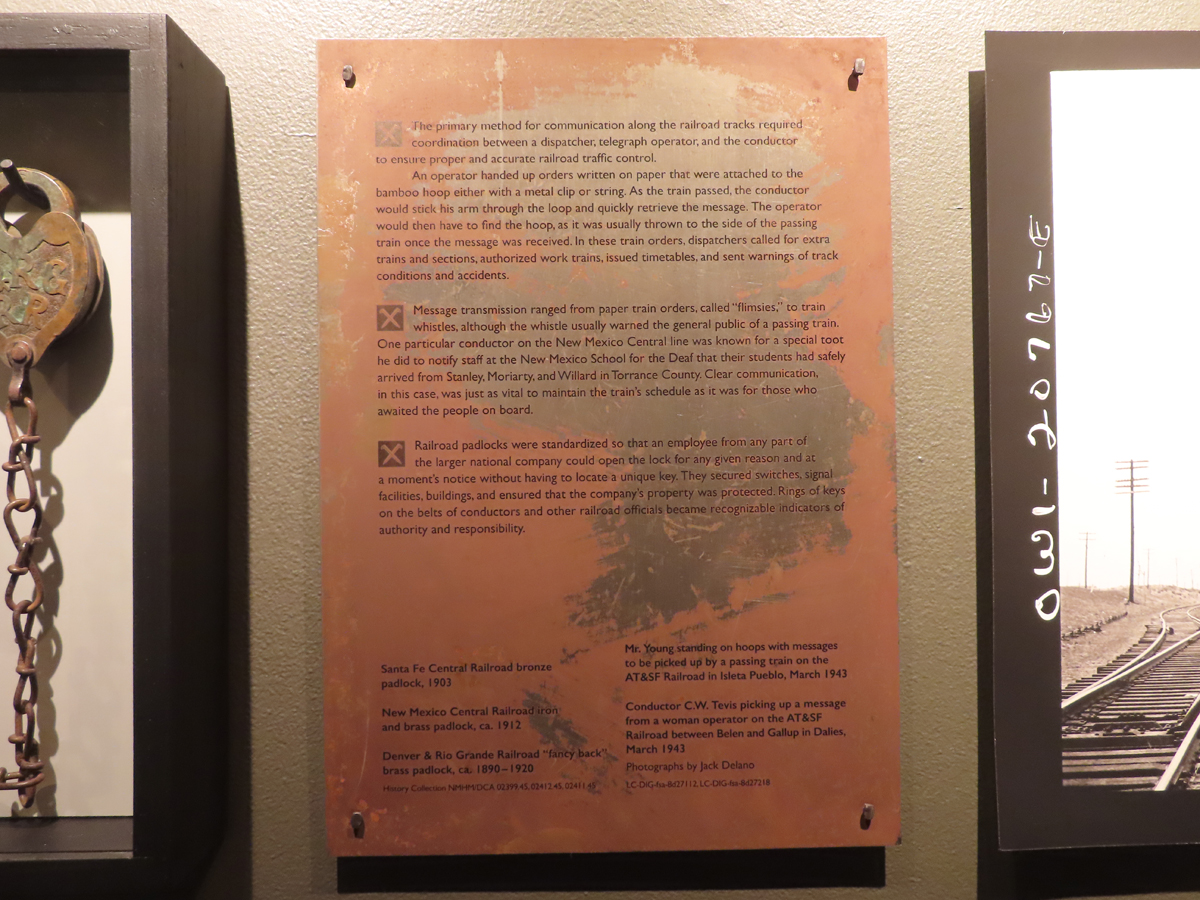 The primary method for communication along the railroad tracks required
coordination between a dispatcher, telegraph operator, and the conductor
to ensure proper and accurate railroad traffic control.
An operator handed up orders written on paper that were attached to the
bamboo hoop either with a metal clip or string. As the train passed, the conductor
would stick his arm through the loop and quickly retrieve the message. The operator
would then have to find the hoop, as it was usually thrown to the side of the passing
train once the message was received. In these train orders, dispatchers called for extra
trains and sections, authorized work trains, issued timetables, and sent warnings of track
conditions and accidents.
Message transmission ranged from paper train orders, called “flimsies,” to train
whistles, although the whistle usually warned the general public of a passing train.
One particular conductor on the New Mexico Central line was known for a special toot
he did to notify staff at the New Mexico School for the Deaf that their students had safely
arrived from Stanley, Moriarty, and Willard in Torrance County. Clear communication,
in this case, was just as vital to maintain the train’s schedule as it was for those who
awaited the people on board.
Railroad padlocks were standardized so that an employee from any part of
the larger national company could open the lock for any given reason and at
a moment’s notice without having to locate a unique key. They secured switches, signal
facilities, buildings, and ensured that the company’s property was protected. Rings of keys
on the belts of conductors and other railroad officials became recognizable indicators of
authority and responsibility.
Santa Fe Central Railroad bronze
padlock, 1903
New Mexico Central Railroad iron
and brass padlock, ca. 1912
Denver & Rio Grande Railroad “fancy back”
brass padlock, ca. 1890–1920
History Collection NMHM/DCA 02399.45, 02412.45, 02411.45
Mr. Young standing on hoops with messages
to be picked up by a passing train on the
AT&SF Railroad in Isleta Pueblo, March 1943
Conductor C.W. Tevis picking up a message
from a woman operator on the AT&SF
Railroad between Belen and Gallup in Dalies,
March 1943
Photographs by Jack Delano
LC-DIG-fsa-8d27112, LC-DIG-fsa-8d27218